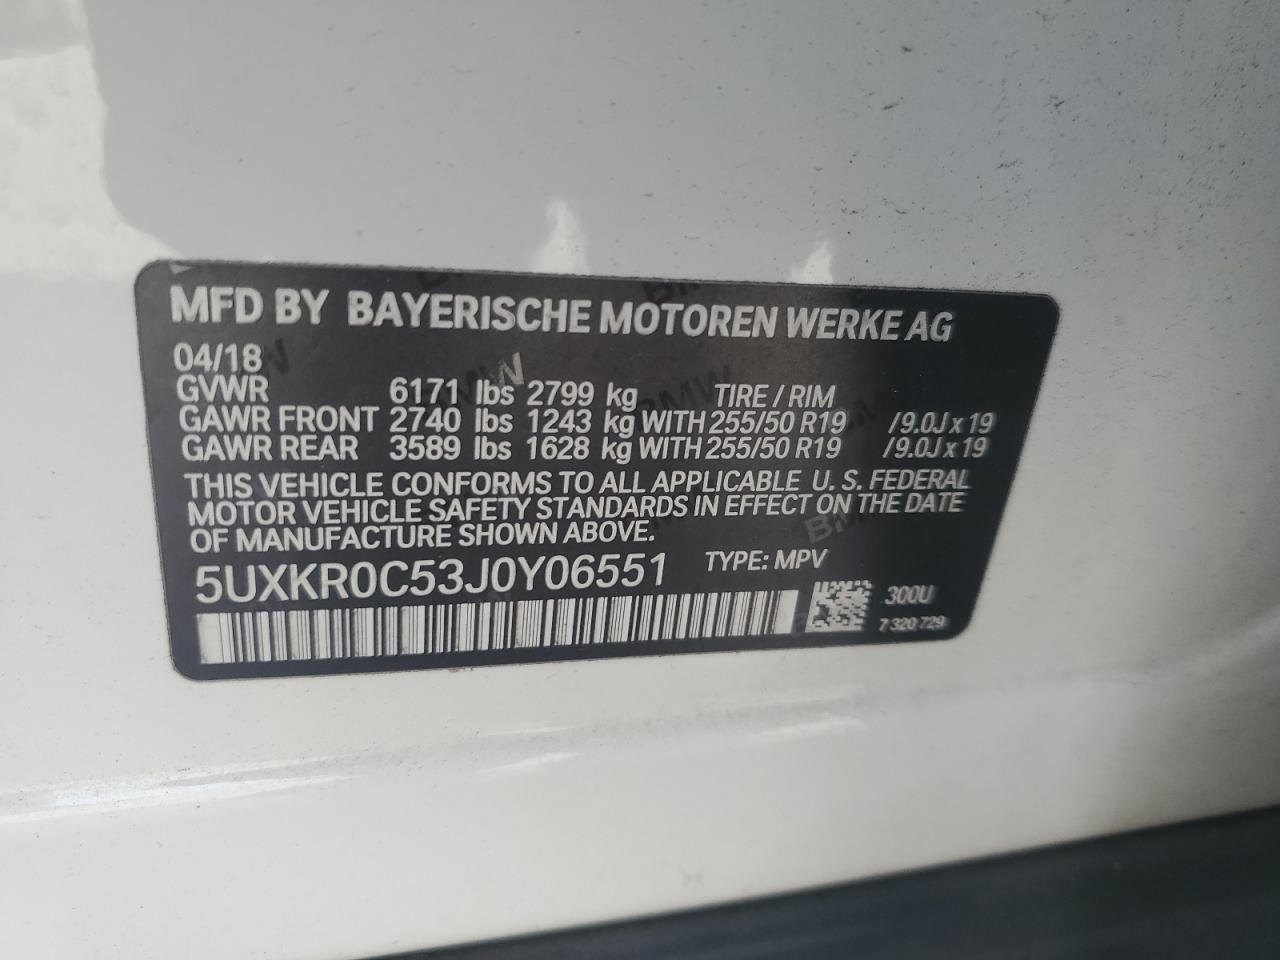 MFD BY BAYERISCHE MOTOREN WERKE AG
04/18
GVWR 6171 lbs 2799 kg TIRE / RIM
GAWR FRONT 2740 lbs 1243 kg WITH 255/50 R19 /9.0J x 19
GAWR REAR 3589 lbs 1628 kg WITH 255/50 R19 /9.0J x 19
THIS VEHICLE CONFORMS TO ALL APPLICABLE U. S. FEDERAL
MOTOR VEHICLE SAFETY STANDARDS IN EFFECT ON THE DATE
OF MANUFACTURE SHOWN ABOVE.
5UXKR0C53J0Y06551 TYPE: MPV
300U
7 320 729